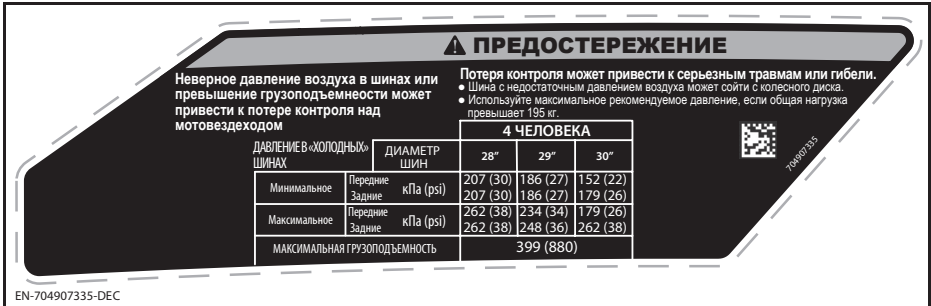 ПРЕДОСТЕРЕЖЕНИЕ
Неверное давление воздуха в шинах или
превышение грузоподъемности может
привести к потере контроля над
мотовездеходом
Потеря контроля может привести к серьезным травмам или гибели.
● Шина с недостаточным давлением воздуха может сойти с колесного диска.
● Используйте максимальное рекомендуемое давление, если общая нагрузка
превышает 195 кг.
4 ЧЕЛОВЕКА
ДАВЛЕНИЕ В «ХОЛОДНЫХ»
ШИНАХ
ДИАМЕТР
ШИН
28” 29” 30”
Минимальное
Передние
Задние
кПа (psi)
207 (30) 186 (27) 152 (22)
207 (30) 186 (27) 179 (26)
Максимальное
Передние
Задние
кПа (psi)
262 (38) 234 (34) 179 (26)
262 (38) 248 (36) 262 (38)
МАКСИМАЛЬНАЯ ГРУЗОПОДЪЕМНОСТЬ 399 (880)
704907335
EN-704907335-DEC